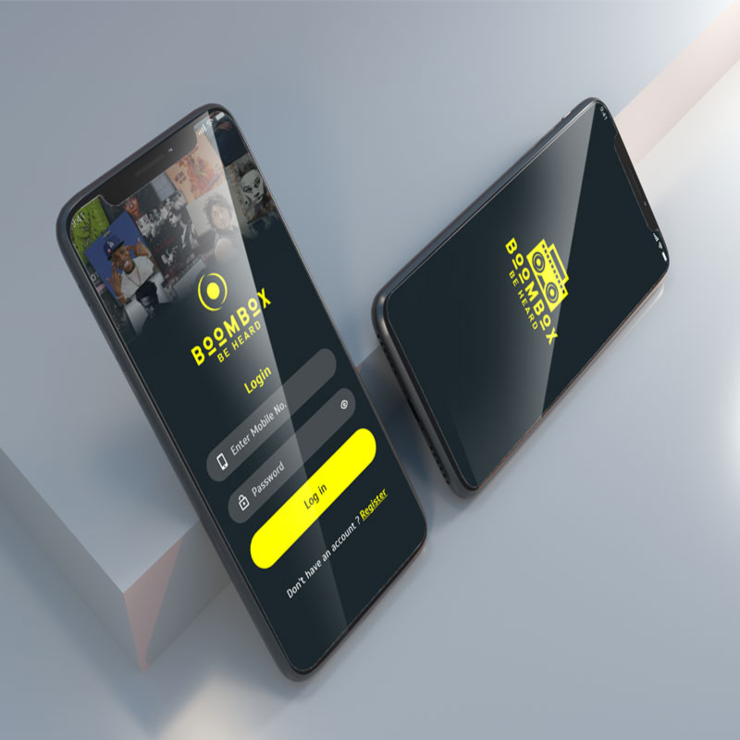 BOOMBOX
BE HEARD
Login
Enter Mobile No.
Password
Log in
Don't have an account ? Register
BOOMBOX
BE HEARD